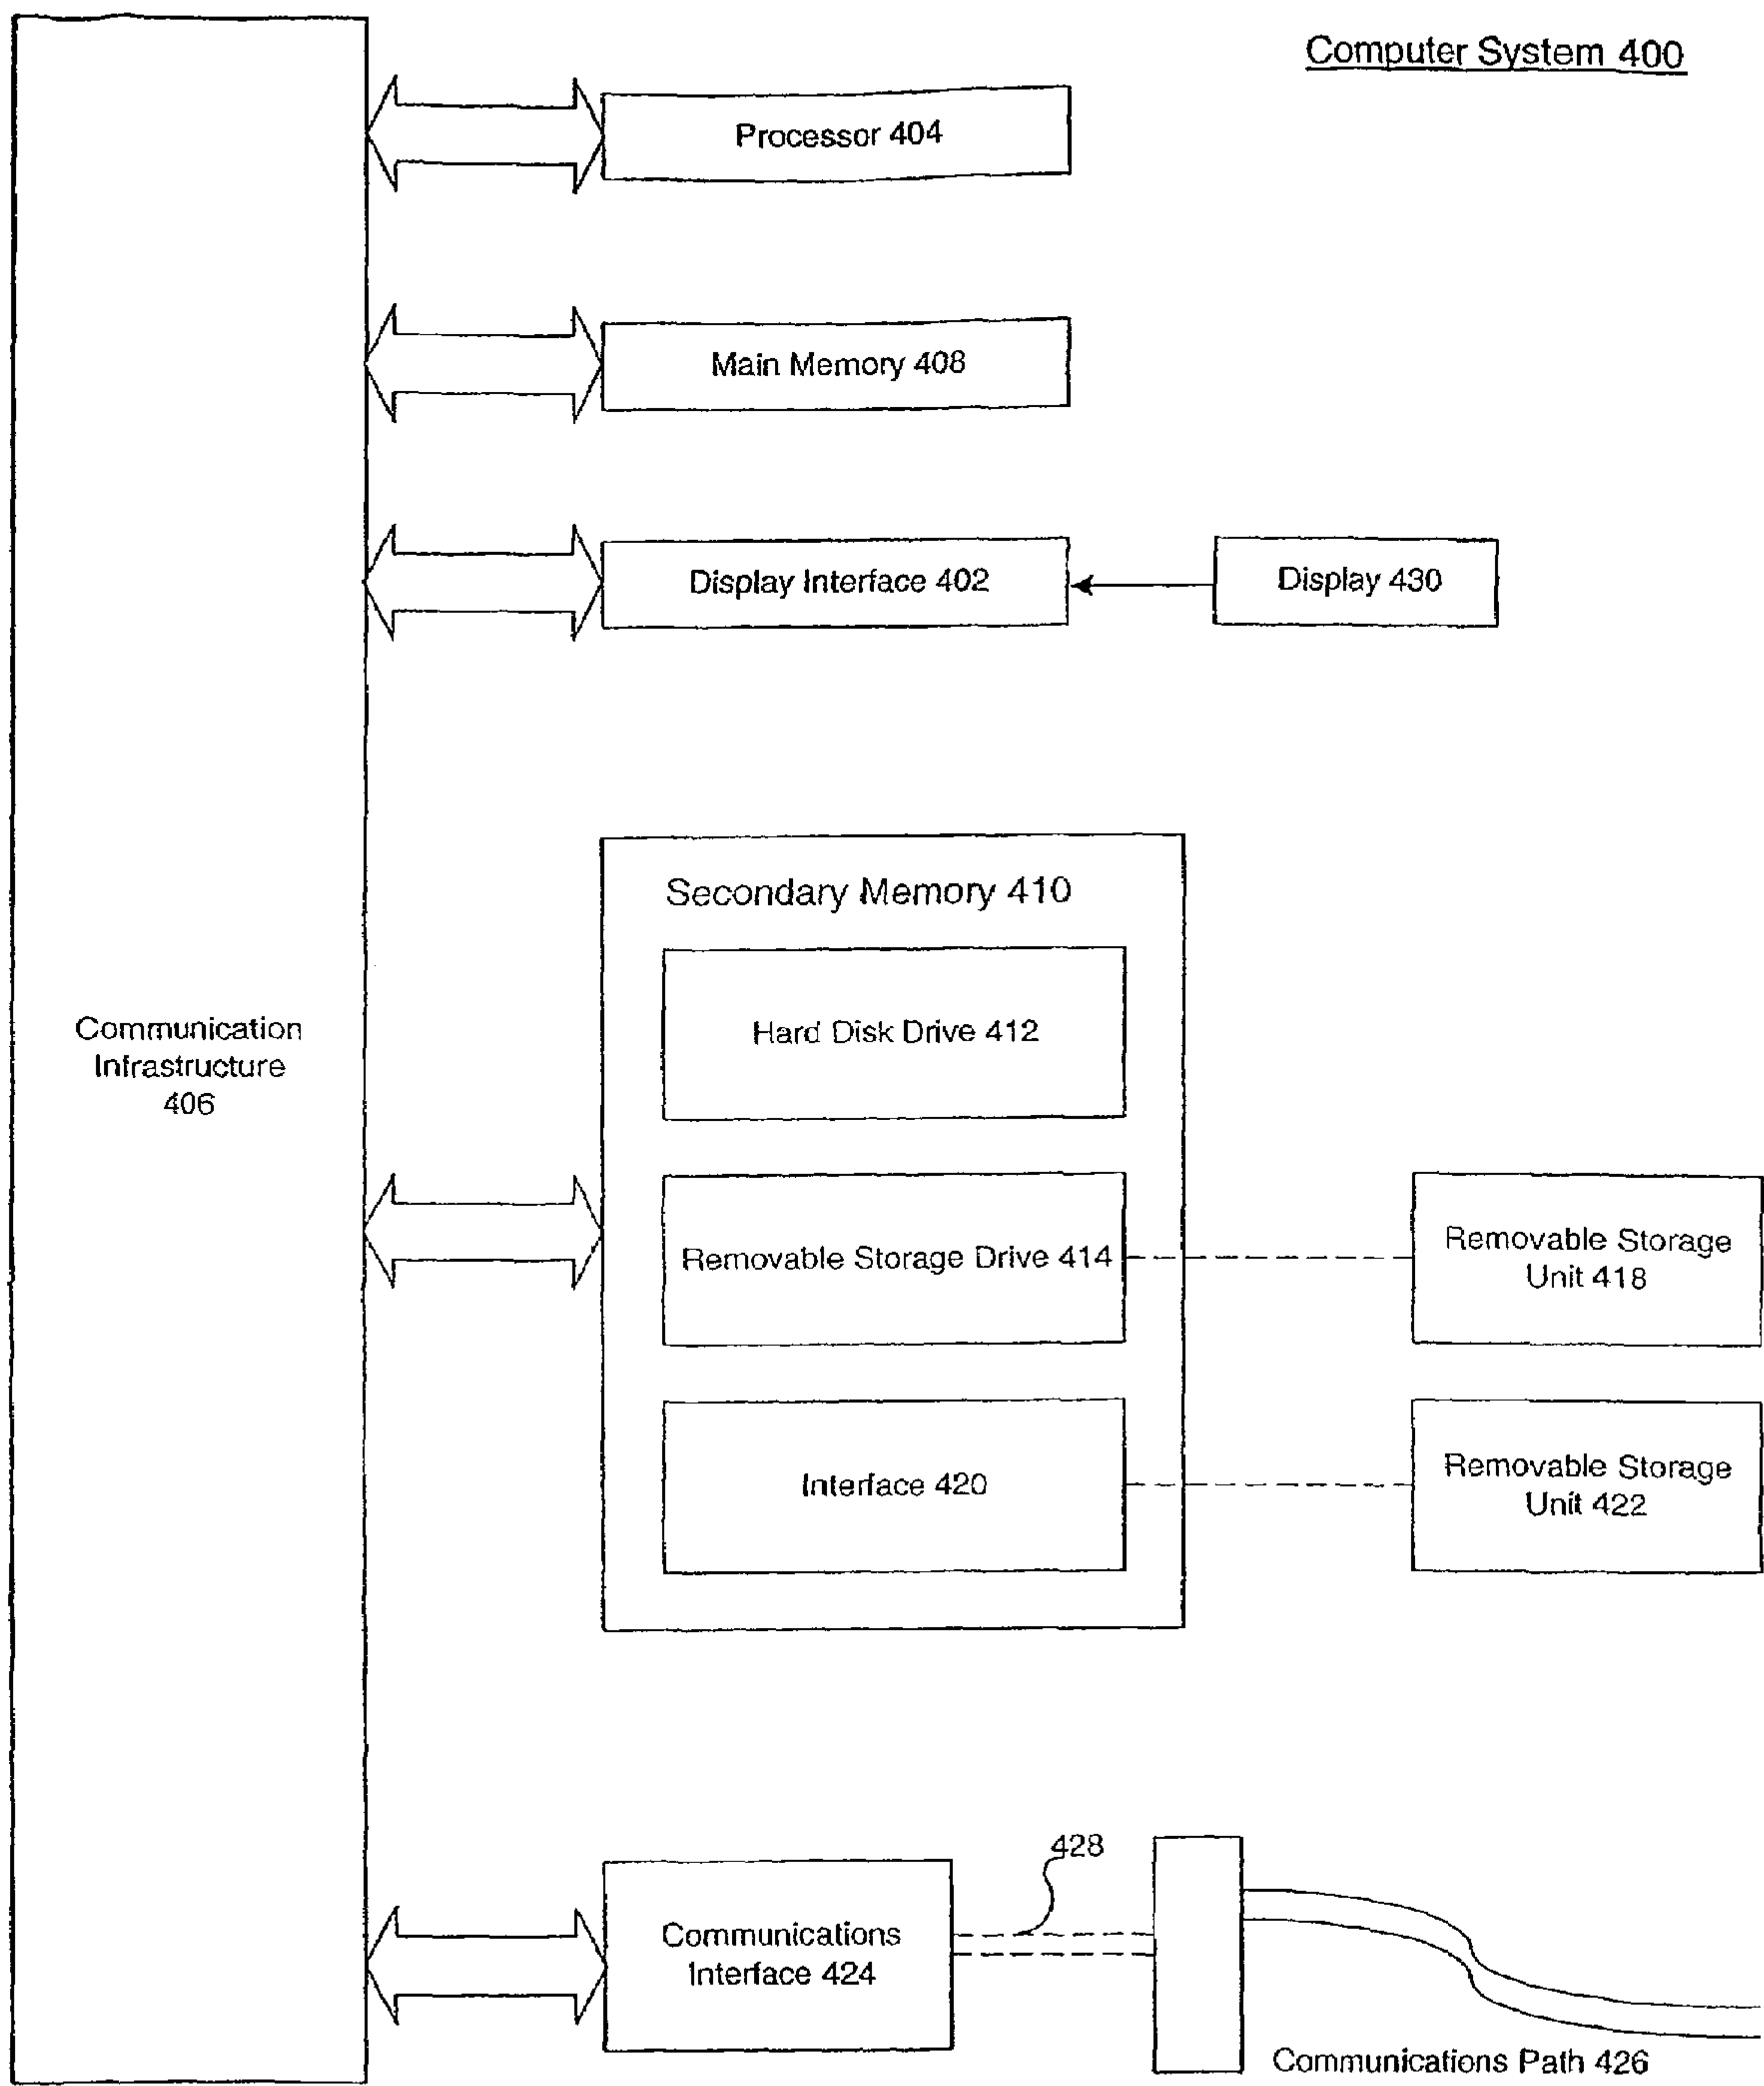 Computer System 400
Processor 404
Main Memory 408
Display Interface 402
Display 430
Secondary Memory 410
Hard Disk Drive 412
Communication
Infrastructure
406
Removable Storage Drive 414
Removable Storage
Unit 418
Interface 420
Removable Storage
Unit 422
428
Communications
Interface 424
Communications Path 426